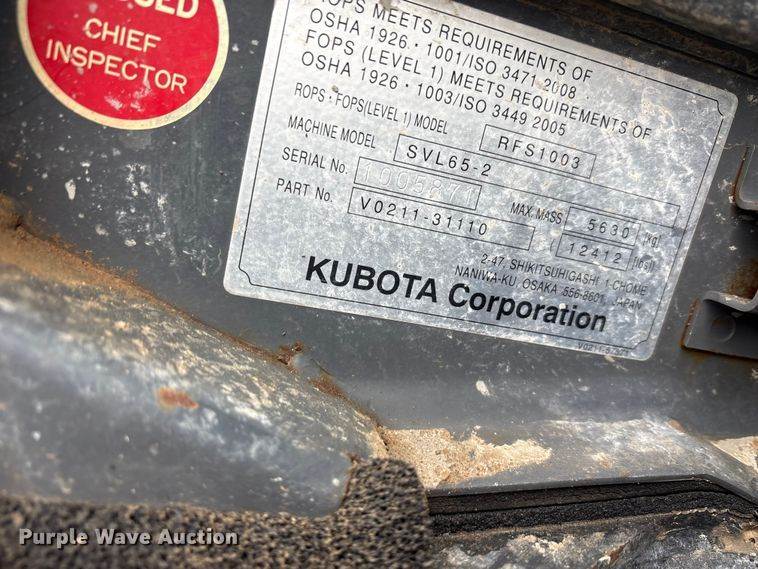 CHIEF
INSPECTOR
ROPS MEETS REQUIREMENTS OF
OSHA 1926・1001/ISO 3471 2008
FOPS (LEVEL 1) MEETS REQUIREMENTS OF
OSHA 1926・1003/ISO 3449 2005
ROPS・FOPS(LEVEL 1) MODEL RFS1003
MACHINE MODEL SVL65-2
SERIAL No. 1005871
MAX. MASS 5630 (kg)
PART No. V0211-31110
(12412 (lbs))
2-47, SHIKITSUHIGASHI 1-CHOME
NANIWA-KU, OSAKA 556-8601, JAPAN
KUBOTA Corporation
Purple Wave Auction